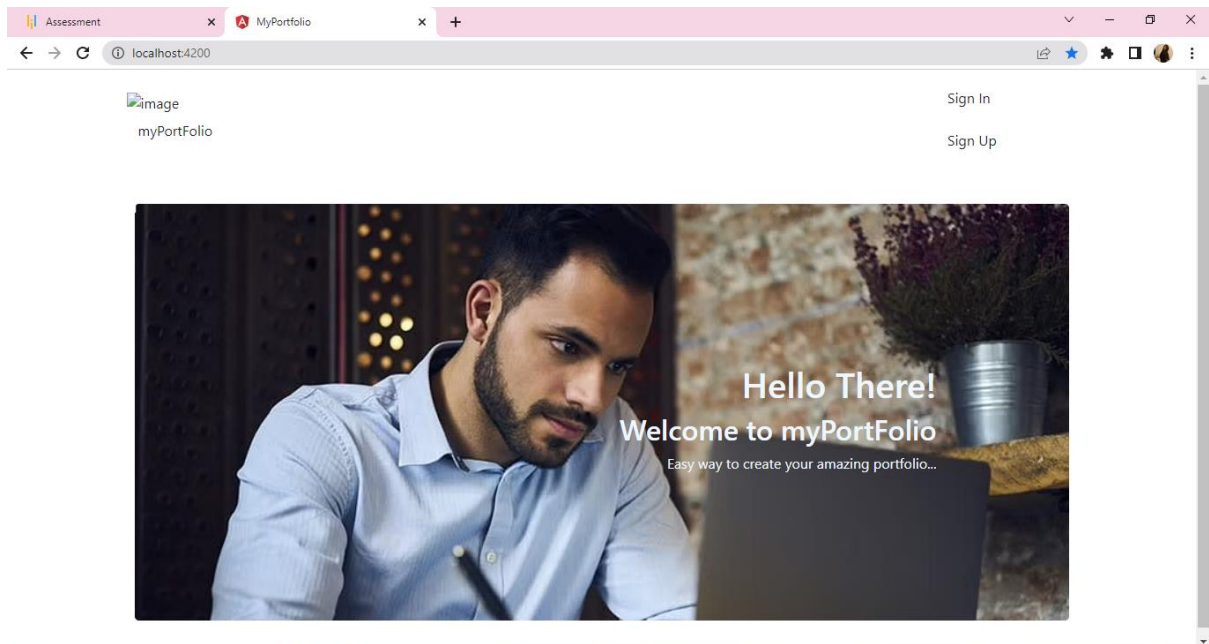 Assessment
MyPortfolio
localhost:4200
image
myPortFolio
Sign In
Sign Up
Hello There!
Welcome to myPortFolio
Easy way to create your amazing portfolio...